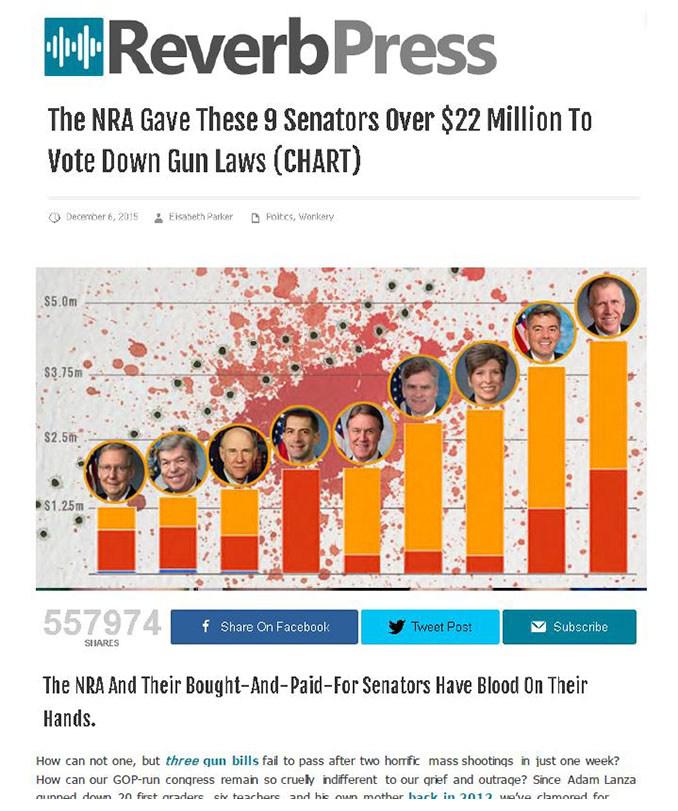 ReverbPress
The NRA Gave These 9 Senators Over $22 Million To
Vote Down Gun Laws (CHART)
December 6, 2015 Elisabeth Parker Politics, Wonkery
$5.0m
$3.75m
$2.5m
$1.25m
557974
SHARES
Share On Facebook
Tweet Post
Subscribe
The NRA And Their Bought-And-Paid-For Senators Have Blood On Their
Hands.
How can not one, but three gun bills fail to pass after two horrific mass shootings in just one week?
How can our GOP-run congress remain so cruelly indifferent to our grief and outrage? Since Adam Lanza
gunned down 20 first graders, six teachers, and his own mother back in 2012, we've clamored for